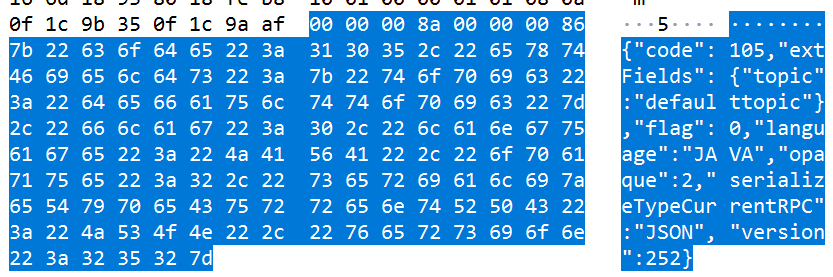 0f 1c 9b 35 0f 1c 9a af 00 00 00 8a 00 00 00 86 ···5···· ········
7b 22 63 6f 64 65 22 3a 31 30 35 2c 22 65 78 74 {"code": 105,"ext
46 69 65 6c 64 73 22 3a 7b 22 74 6f 70 69 63 22 Fields": {"topic"
3a 22 64 65 66 61 75 6c 74 74 6f 70 69 63 22 7d :"defaul ttopic"}
2c 22 66 6c 61 67 22 3a 30 2c 22 6c 61 6e 67 75 ,"flag": 0,"langu
61 67 65 22 3a 22 4a 41 56 41 22 2c 22 6f 70 61 age":"JA VA","opa
71 75 65 22 3a 32 2c 22 73 65 72 69 61 6c 69 7a que":2," serializ
65 54 79 70 65 43 75 72 72 65 6e 74 52 50 43 22 eTypeCur rentRPC"
3a 22 4a 53 4f 4e 22 2c 22 76 65 72 73 69 6f 6e :"JSON", "version
22 3a 32 35 32 7d ":252}